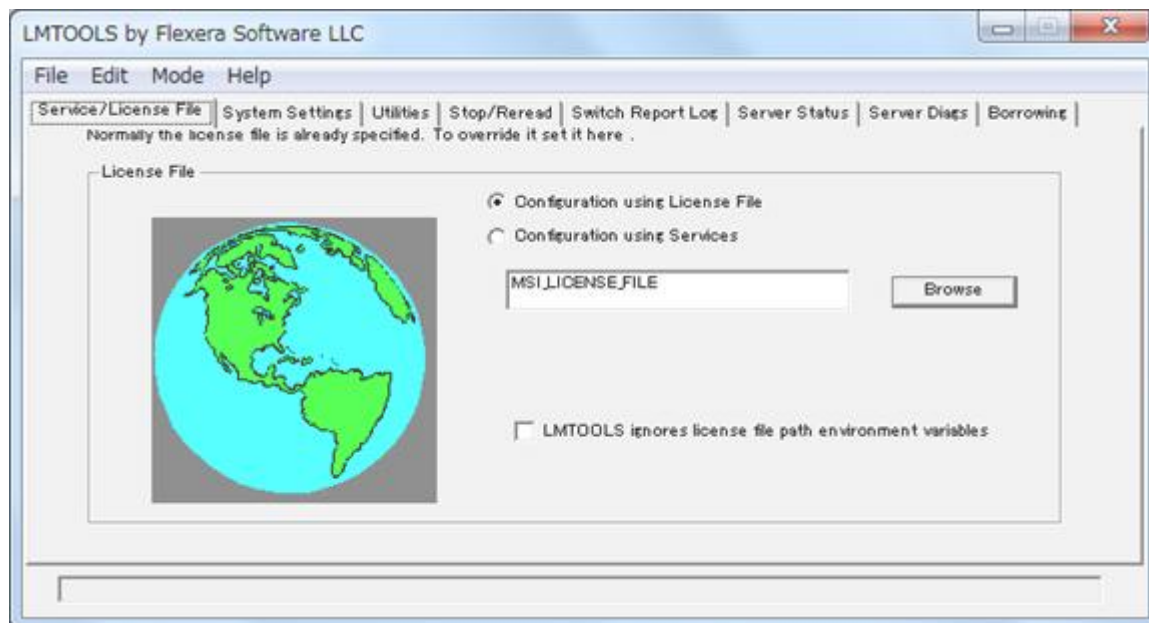 LMTOOLS by Flexera Software LLC
File Edit Mode Help
Service/License File System Settings Utilities Stop/Reread Switch Report Log Server Status Server Diags Borrowing
Normally the license file is already specified. To override it set it here .
License File
Configuration using License File
Configuration using Services
MSI_LICENSE_FILE
Browse
LMTOOLS ignores license file path environment variables